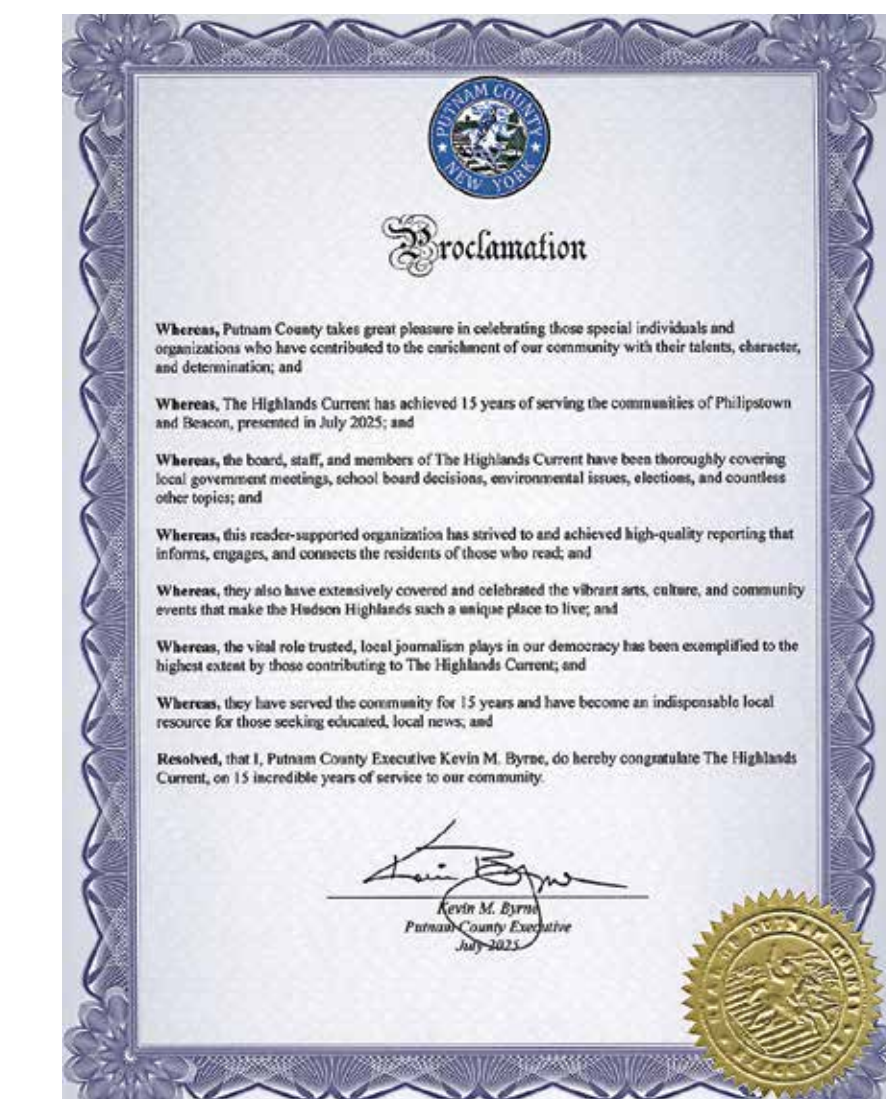 PUTNAM COUNTY
NEW YORK
Proclamation
Whereas, Putnam County takes great pleasure in celebrating those special individuals and
organizations who have contributed to the enrichment of our community with their talents, character,
and determination; and
Whereas, The Highlands Current has achieved 15 years of serving the communities of Philipstown
and Beacon, presented in July 2025; and
Whereas, the board, staff, and members of The Highlands Current have been thoroughly covering
local government meetings, school board decisions, environmental issues, elections, and countless
other topics; and
Whereas, this reader-supported organization has strived to and achieved high-quality reporting that
informs, engages, and connects the residents of those who read; and
Whereas, they also have extensively covered and celebrated the vibrant arts, culture, and community
events that make the Hudson Highlands such a unique place to live; and
Whereas, the vital role trusted, local journalism plays in our democracy has been exemplified to the
highest extent by those contributing to The Highlands Current; and
Whereas, they have served the community for 15 years and have become an indispensable local
resource for those seeking educated, local news; and
Resolved, that I, Putnam County Executive Kevin M. Byrne, do hereby congratulate The Highlands
Current, on 15 incredible years of service to our community.
Kevin Byrne
Kevin M. Byrne
Putnam County Executive
July 2025
SEAL OF PUTNAM COUNTY
EXECUTIVE